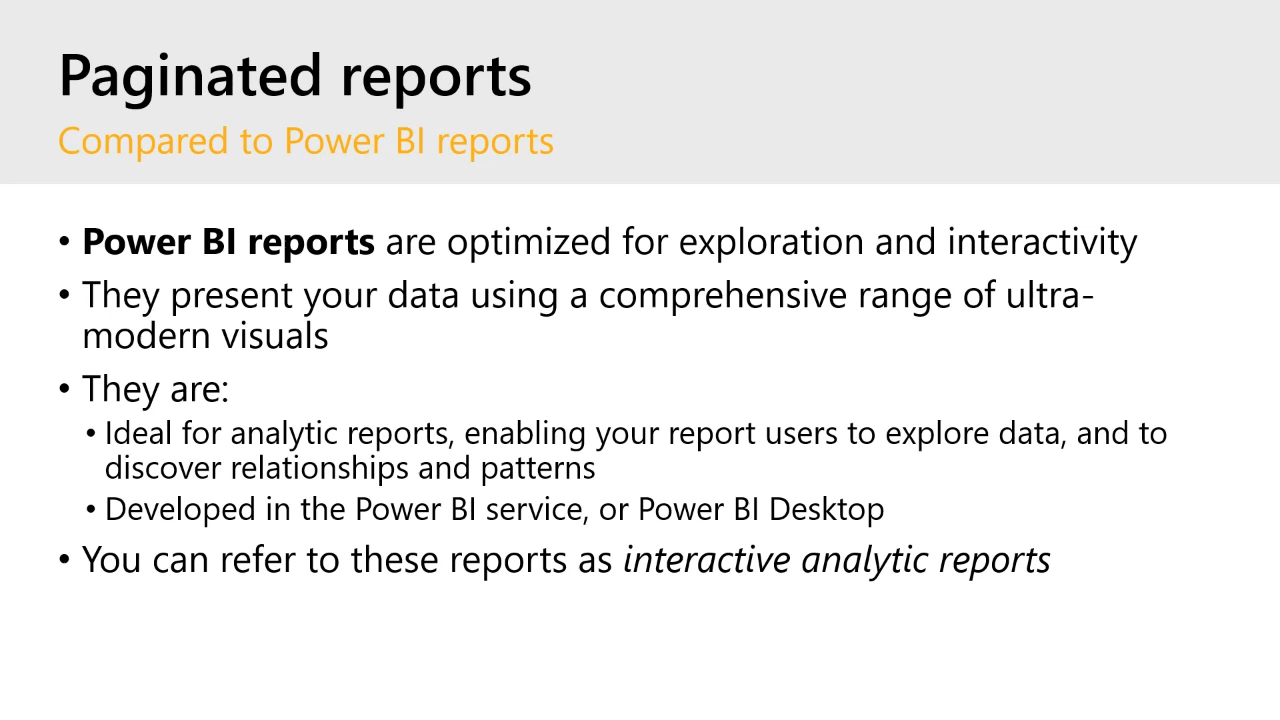 Paginated reports
Compared to Power BI reports
• Power BI reports are optimized for exploration and interactivity
• They present your data using a comprehensive range of ultra-
modern visuals
• They are:
• Ideal for analytic reports, enabling your report users to explore data, and to
discover relationships and patterns
• Developed in the Power BI service, or Power BI Desktop
• You can refer to these reports as interactive analytic reports